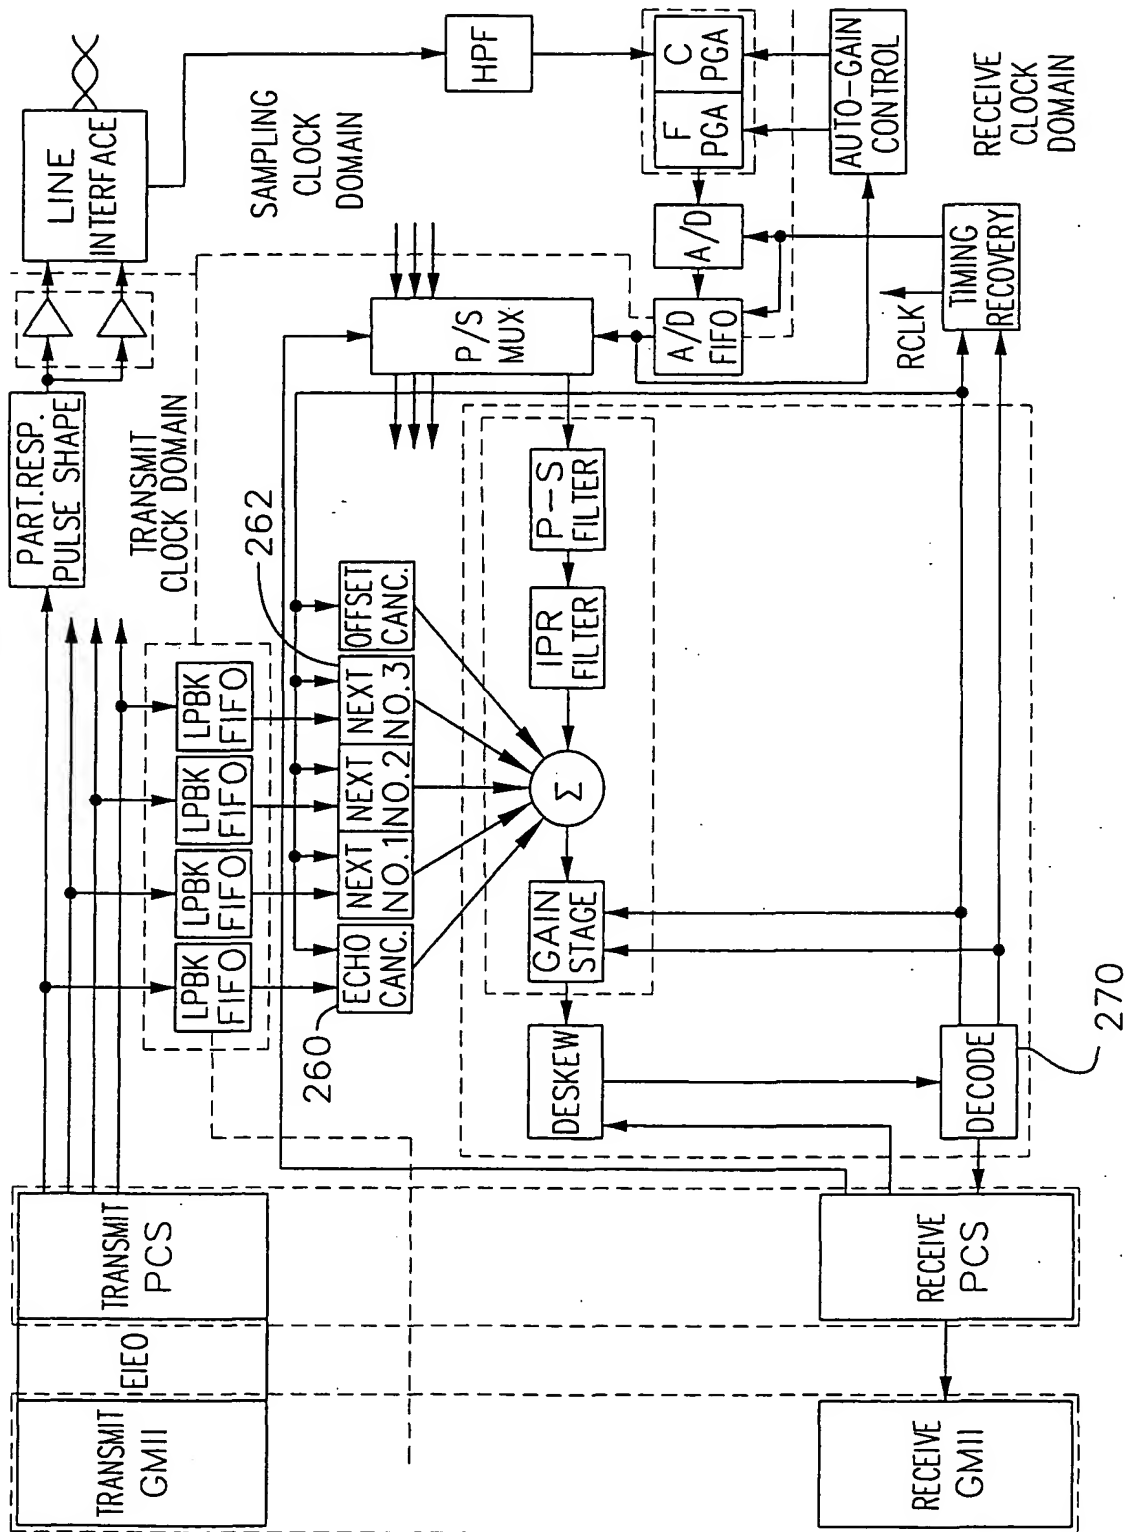 TRANSMIT
GMII
EIEO
TRANSMIT
PCS
PART.RESP.
PULSE SHAPE
LINE
INTERFACE
TRANSMIT
CLOCK DOMAIN
LPBK
FIFO
LPBK
FIFO
LPBK
FIFO
LPBK
FIFO
SAMPLING
CLOCK
DOMAIN
HPF
260
262
ECHO
CANC.
NEXT
NO.1
NEXT
NO.2
NEXT
NO.3
OFFSET
CANC.
P/S
MUX
DESKEW
GAIN
STAGE
Σ
IPR
FILTER
P-S
FILTER
A/D
FIFO
A/D
F
PGA
C
PGA
AUTO-GAIN
CONTROL
RECEIVE
GMII
RECEIVE
PCS
DECODE
270
RCLK
TIMING
RECOVERY
RECEIVE
CLOCK
DOMAIN